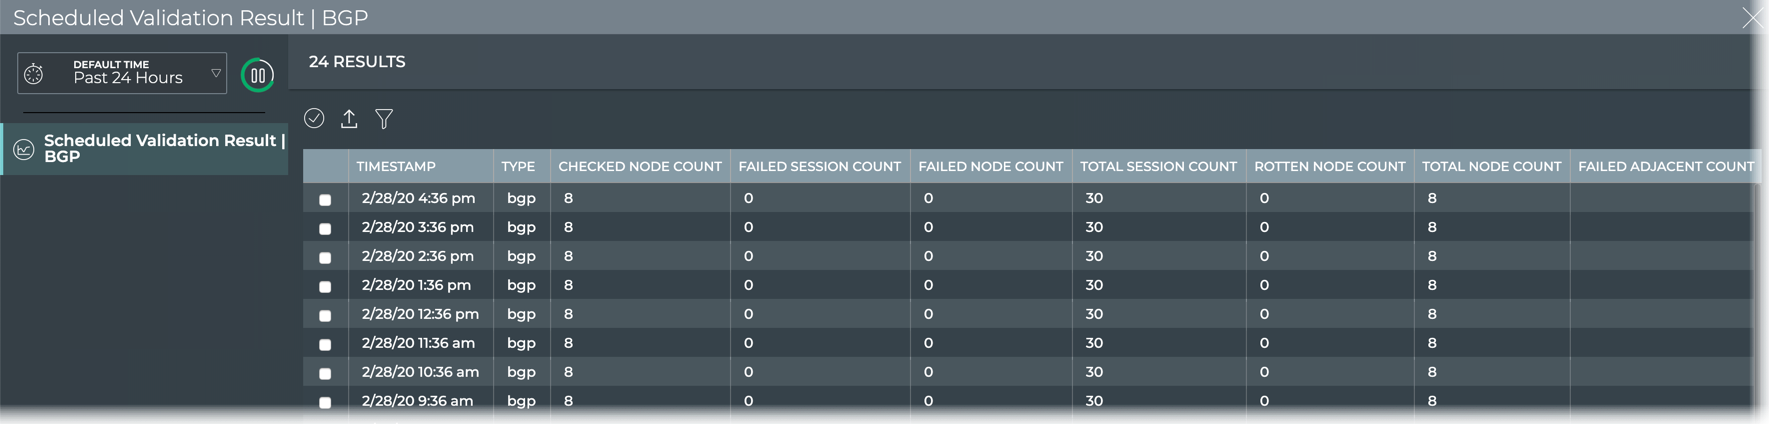 Scheduled Validation Result | BGP
DEFAULT TIME
Past 24 Hours
Scheduled Validation Result |
BGP
24 RESULTS
TIMESTAMP TYPE CHECKED NODE COUNT FAILED SESSION COUNT FAILED NODE COUNT TOTAL SESSION COUNT ROTTEN NODE COUNT TOTAL NODE COUNT FAILED ADJACENT COUNT
2/28/20 4:36 pm bgp 8 0 0 30 0 8
2/28/20 3:36 pm bgp 8 0 0 30 0 8
2/28/20 2:36 pm bgp 8 0 0 30 0 8
2/28/20 1:36 pm bgp 8 0 0 30 0 8
2/28/20 12:36 pm bgp 8 0 0 30 0 8
2/28/20 11:36 am bgp 8 0 0 30 0 8
2/28/20 10:36 am bgp 8 0 0 30 0 8
2/28/20 9:36 am bgp 8 0 0 30 0 8